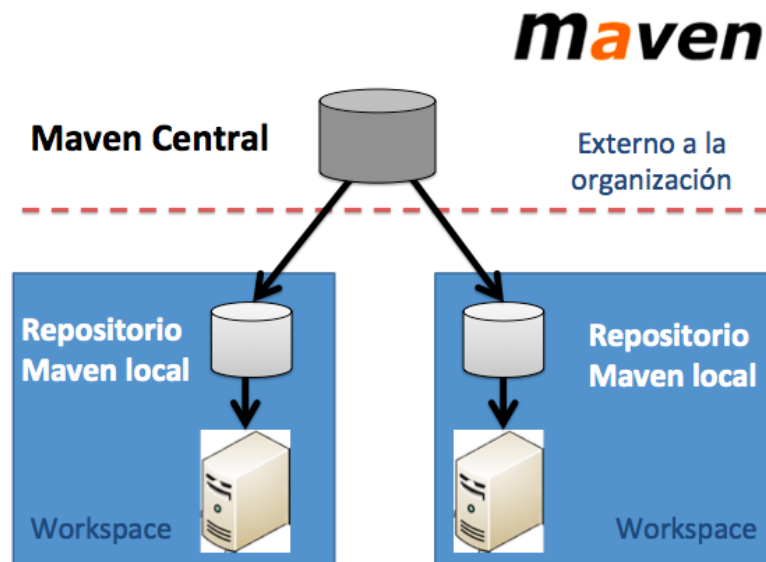 maven
Maven Central
Externo a la
organización
Repositorio
Maven local
Workspace
Repositorio
Maven local
Workspace